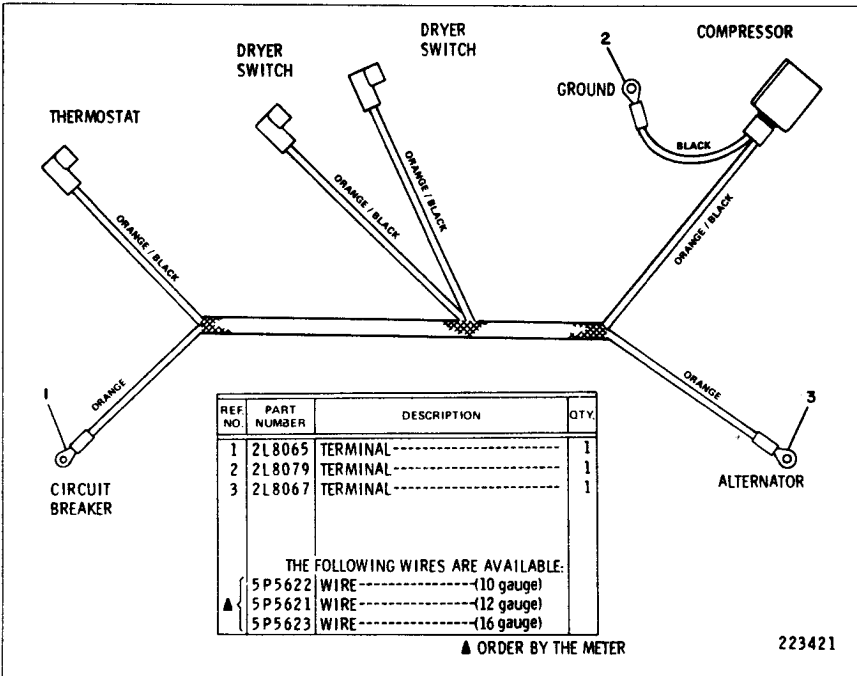 DRYER
SWITCH
DRYER
SWITCH
2
COMPRESSOR
THERMOSTAT
GROUND
BLACK
ORANGE / BLACK
ORANGE / BLACK
ORANGE / BLACK
ORANGE / BLACK
ORANGE
ORANGE
1
3
CIRCUIT
BREAKER
ALTERNATOR
REF. NO. PART NUMBER DESCRIPTION QTY.
1 2L8065 TERMINAL 1
2 2L8079 TERMINAL 1
3 2L8067 TERMINAL 1
THE FOLLOWING WIRES ARE AVAILABLE:
5P5622 WIRE (10 gauge)
▲ 5P5621 WIRE (12 gauge)
5P5623 WIRE (16 gauge)
▲ ORDER BY THE METER
223421